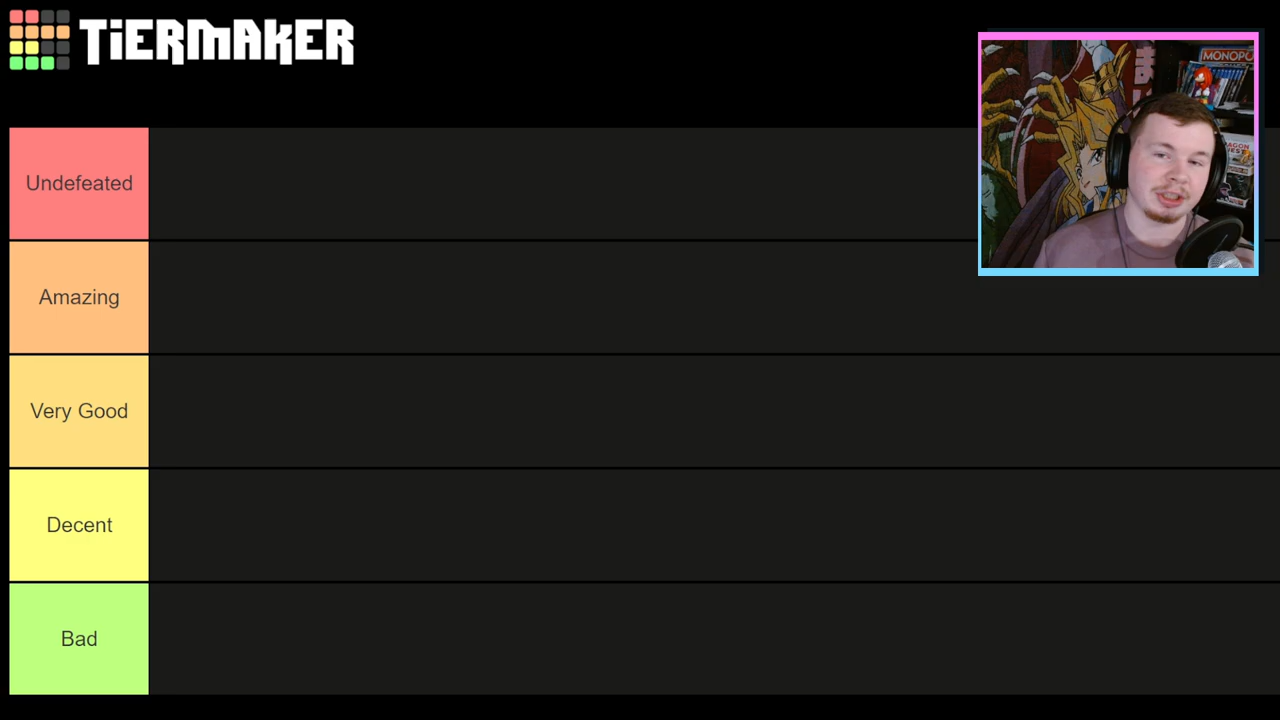 TiERMAKER
MONOPO
Undefeated
Amazing
Very Good
Decent
Bad